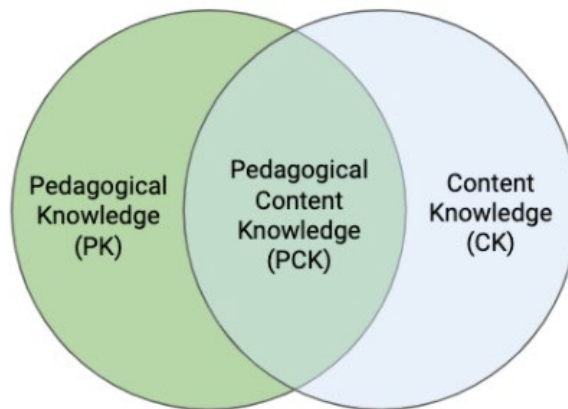 Pedagogical
Knowledge
(PK)
Pedagogical
Content
Knowledge
(PCK)
Content
Knowledge
(CK)